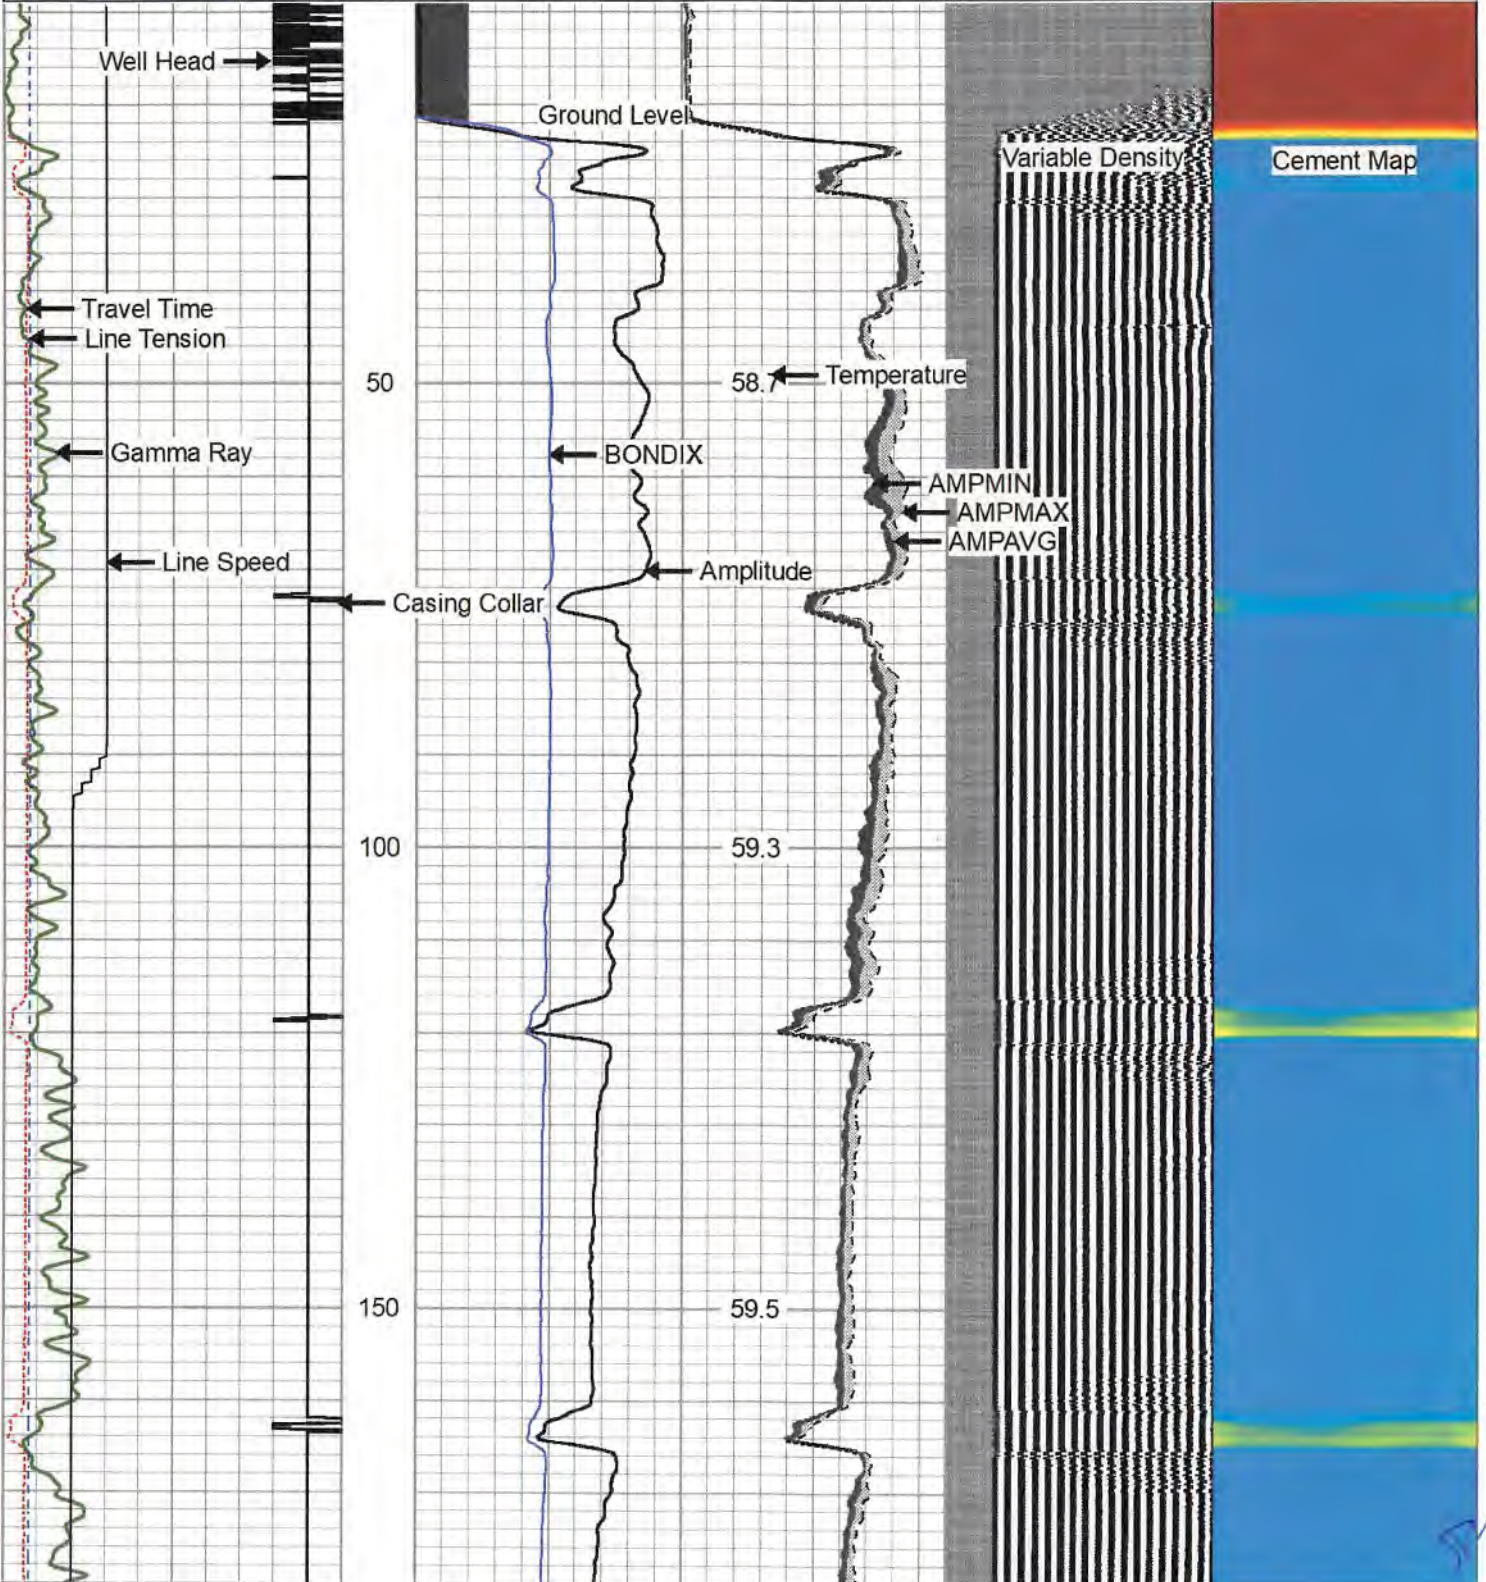 Well Head
Ground Level
Variable Density
Cement Map
Travel Time
Line Tension
50
58.7
Temperature
Gamma Ray
BONDIX
AMPMIN
AMPMAX
AMPAVG
Line Speed
Amplitude
Casing Collar
100
59.3
150
59.5